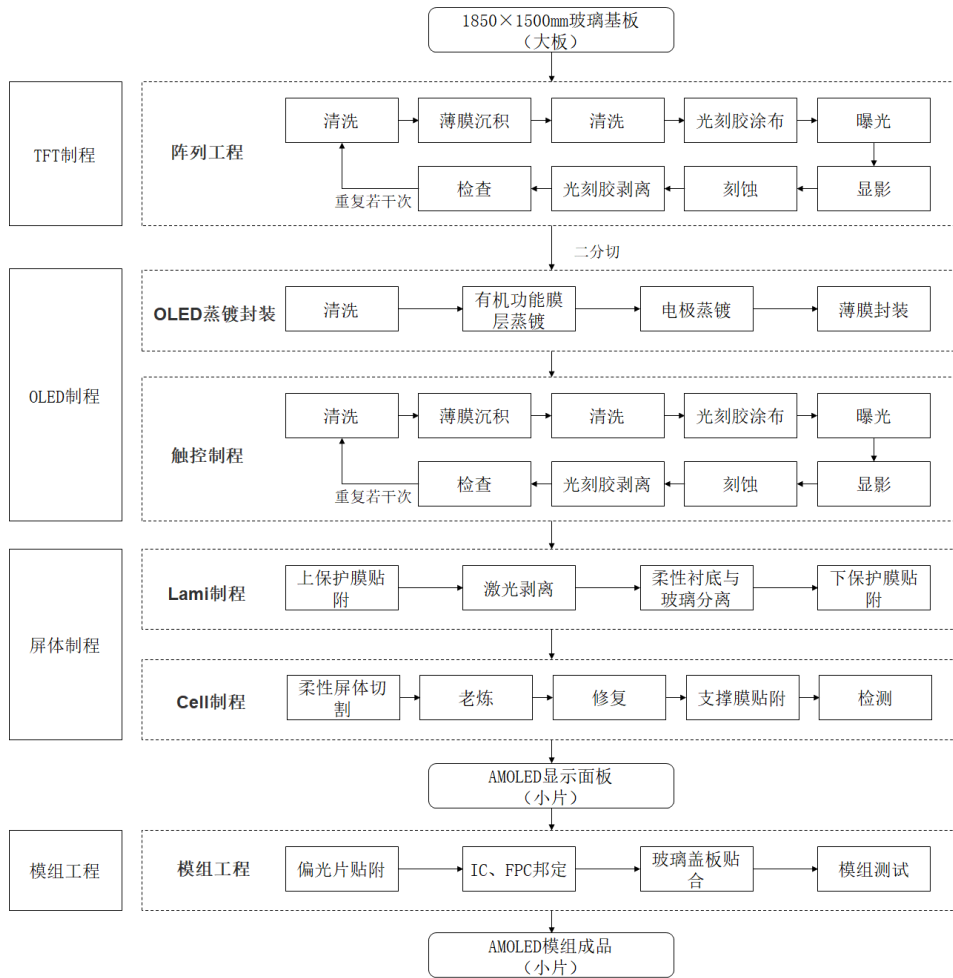 1850×1500mm玻璃基板
（大板）
TFT制程
阵列工程
清洗
薄膜沉积
清洗
光刻胶涂布
曝光
检查
光刻胶剥离
刻蚀
显影
重复若干次
二分切
OLED制程
OLED蒸镀封装
清洗
有机功能膜
层蒸镀
电极蒸镀
薄膜封装
触控制程
清洗
薄膜沉积
清洗
光刻胶涂布
曝光
检查
光刻胶剥离
刻蚀
显影
重复若干次
屏体制程
Lami制程
上保护膜贴
附
激光剥离
柔性衬底与
玻璃分离
下保护膜贴
附
Cell制程
柔性屏体切
割
老炼
修复
支撑膜贴附
检测
AMOLED显示面板
（小片）
模组工程
模组工程
偏光片贴附
IC、FPC邦定
玻璃盖板贴
合
模组测试
AMOLED模组成品
（小片）